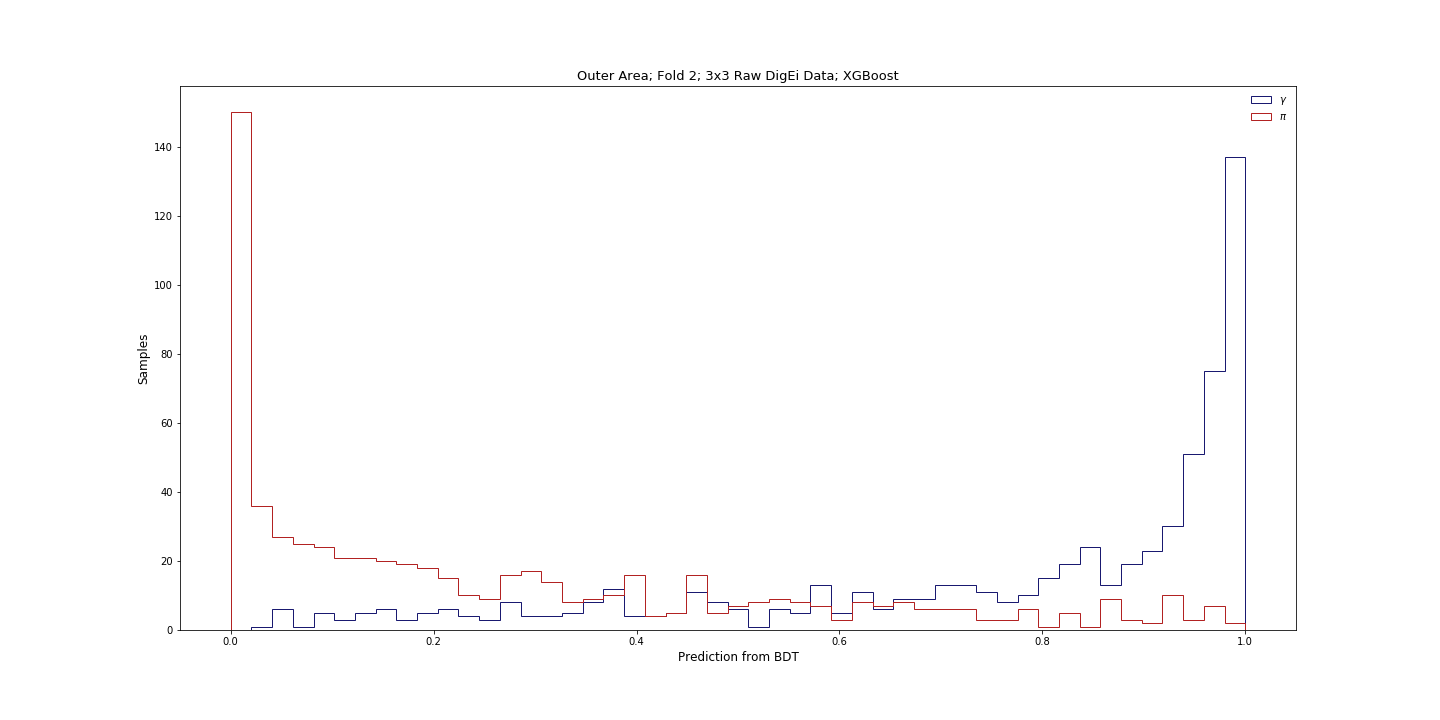 Outer Area; Fold 2; 3x3 Raw DigEi Data; XGBoost
γ
π
Samples
140
120
100
80
60
40
20
0
0.0 0.2 0.4 0.6 0.8 1.0
Prediction from BDT